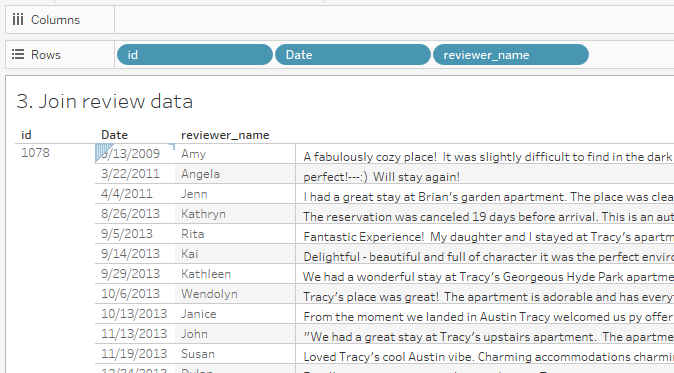 Columns
Rows id Date reviewer_name
3. Join review data
id Date reviewer_name
1078 9/13/2009 Amy A fabulously cozy place! It was slightly difficult to find in the dark
3/22/2011 Angela perfect!---:) Will stay again!
4/4/2011 Jenn I had a great stay at Brian's garden apartment. The place was clea
8/26/2013 Kathryn The reservation was canceled 19 days before arrival. This is an aut
9/5/2013 Rita Fantastic Experience! My daughter and I stayed at Tracy's apartm
9/14/2013 Kai Delightful - beautiful and full of character it was the perfect enviro
9/29/2013 Kathleen We had a wonderful stay at Tracy's Georgeous Hyde Park apartme
10/6/2013 Wendolyn Tracy's place was great! The apartment is adorable and has every
10/13/2013 Janice From the moment we landed in Austin Tracy welcomed us py offer
11/13/2013 John "We had a great stay at Tracy's upstairs apartment. The apartme
11/19/2013 Susan Loved Tracy's cool Austin vibe. Charming accommodations charmi